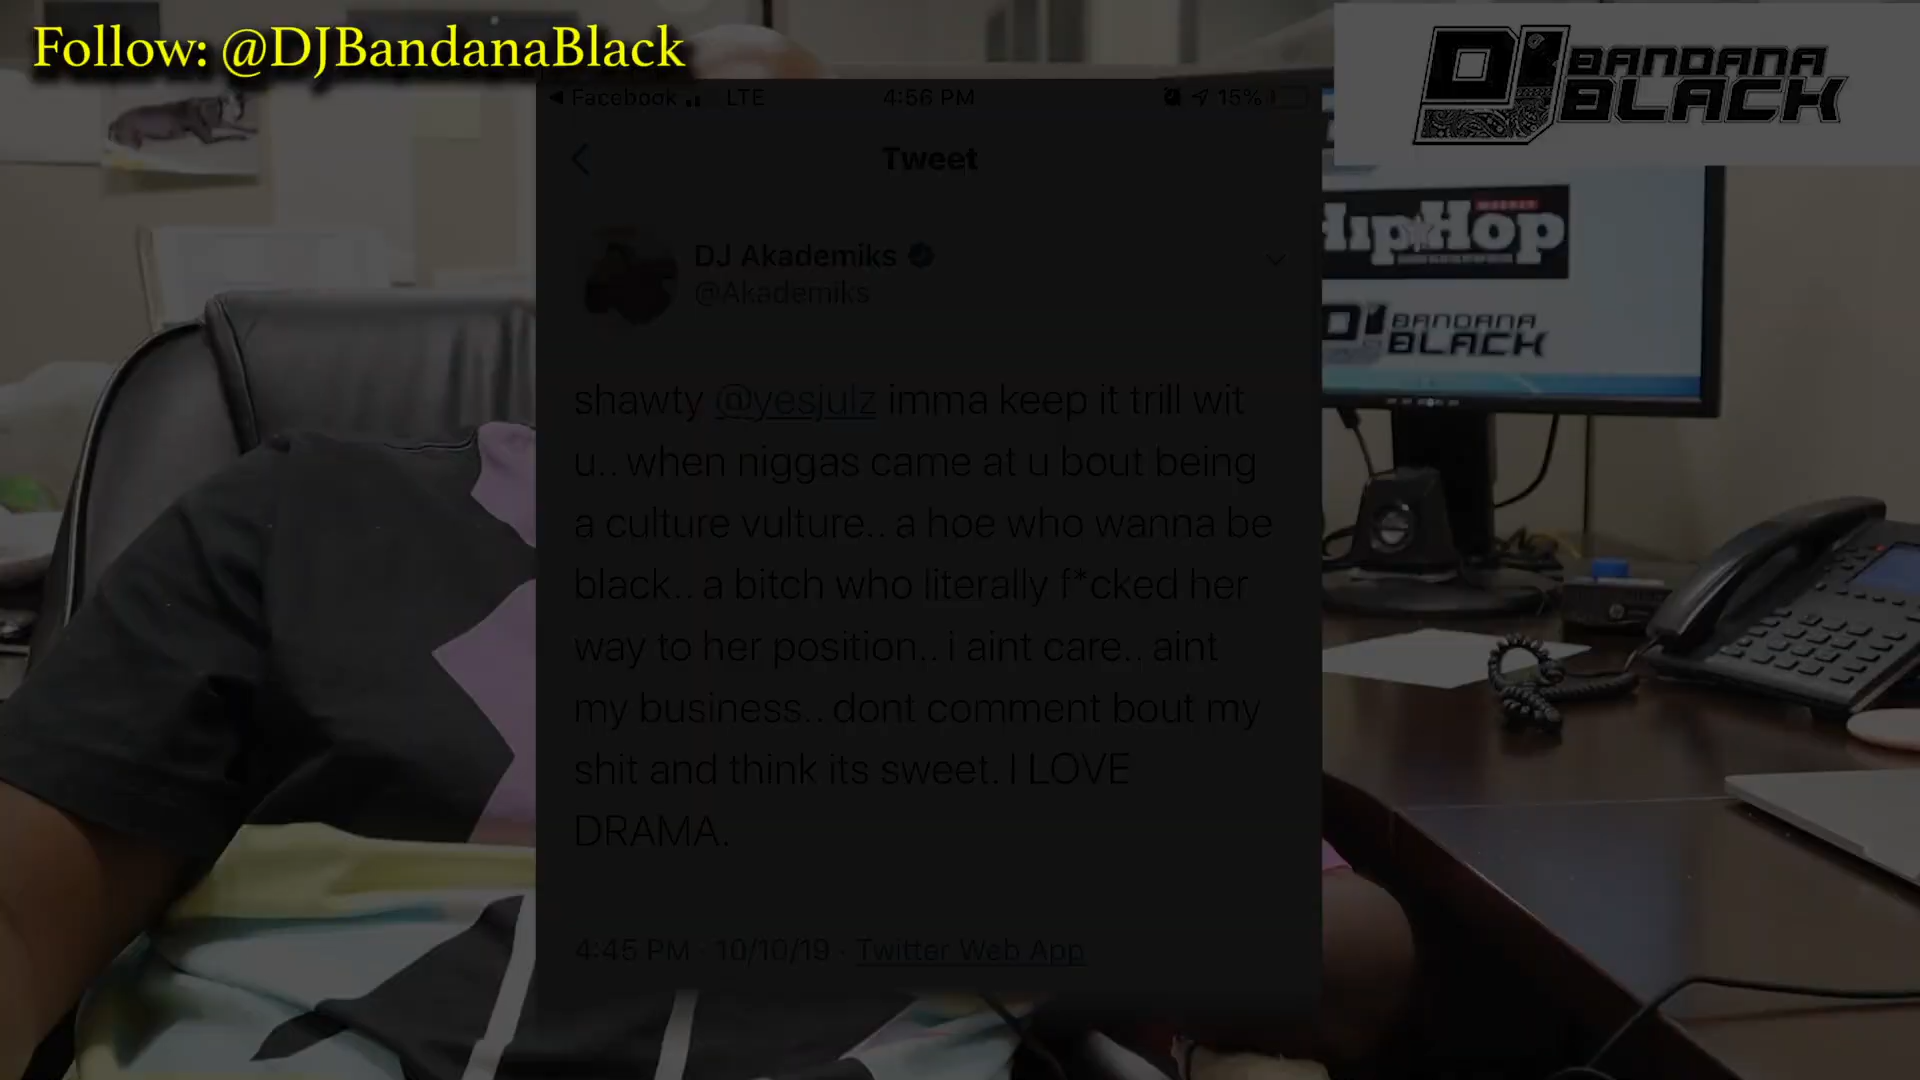 Follow: @DJBandanaBlack
DJ BANDANA
BLACK
Facebook LTE 4:56 PM 15%
Tweet
DJ Akademiks
@Akademiks
HipHop
DJ BANDANA
BLACK
shawty @yesjulz imma keep it trill wit
u.. when niggas came at u bout being
a culture vulture.. a hoe who wanna be
black.. a bitch who literally f*cked her
way to her position.. i aint care.. aint
my business.. dont comment bout my
shit and think its sweet. I LOVE
DRAMA.
4:45 PM · 10/10/19 · Twitter Web App